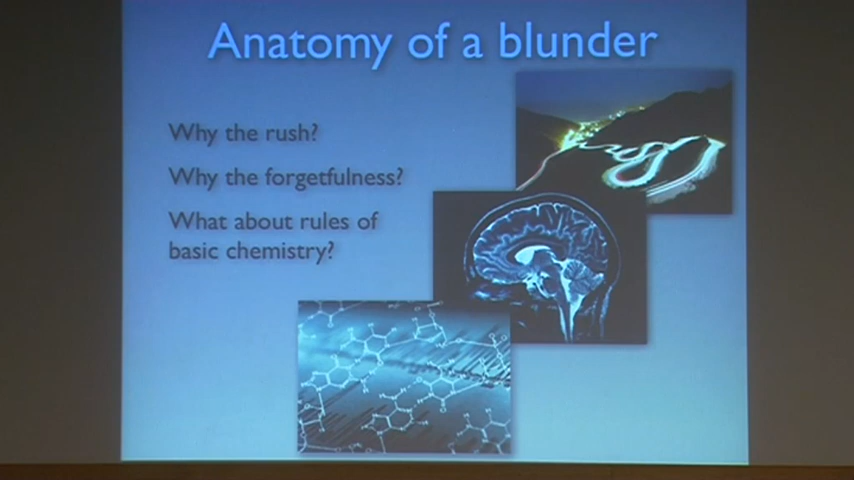 Anatomy of a blunder
Why the rush?
Why the forgetfulness?
What about rules of
basic chemistry?